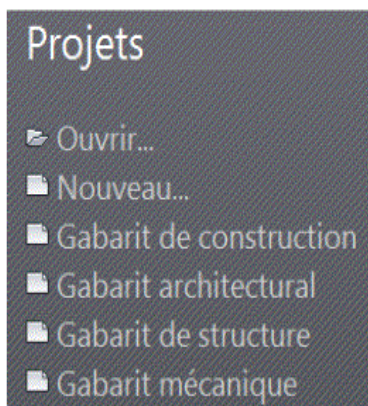 Projets
Ouvrir...
Nouveau...
Gabarit de construction
Gabarit architectural
Gabarit de structure
Gabarit mécanique